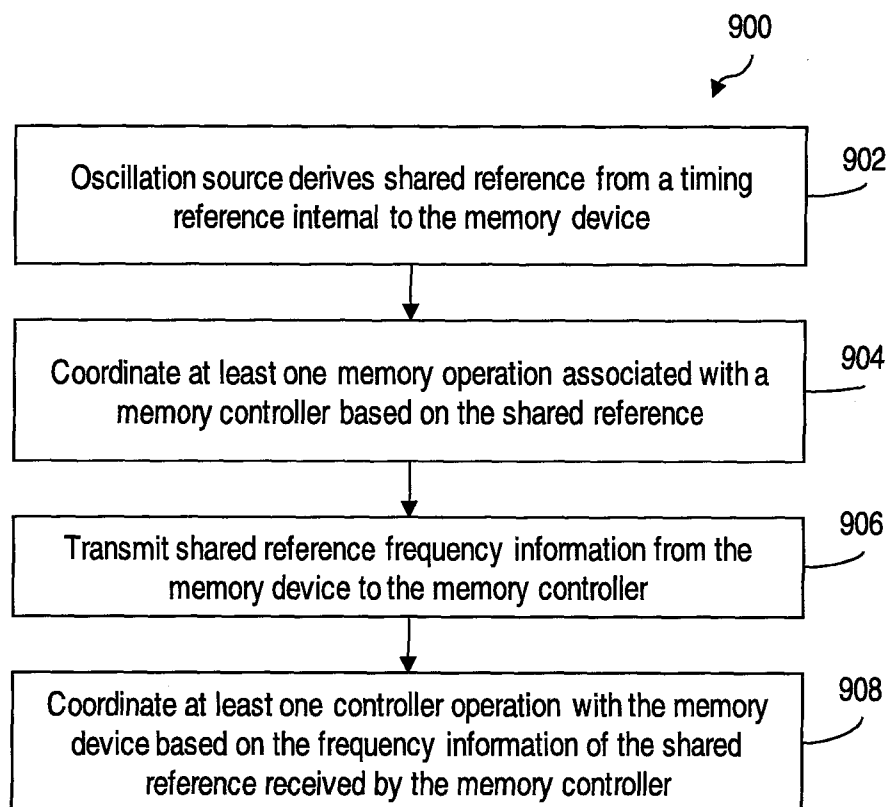 900
Oscillation source derives shared reference from a timing
reference internal to the memory device
902
Coordinate at least one memory operation associated with a
memory controller based on the shared reference
904
Transmit shared reference frequency information from the
memory device to the memory controller
906
Coordinate at least one controller operation with the memory
device based on the frequency information of the shared
reference received by the memory controller
908